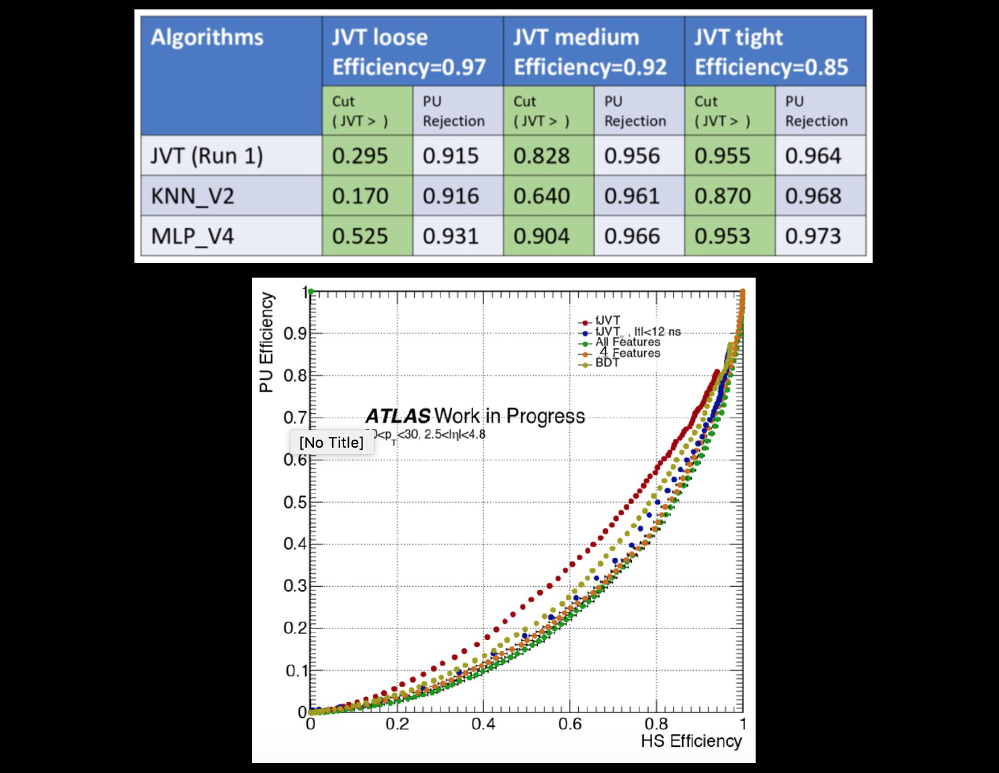 Algorithms JVT loose Efficiency=0.97 JVT medium Efficiency=0.92 JVT tight Efficiency=0.85
Cut ( JVT > ) PU Rejection Cut ( JVT > ) PU Rejection Cut ( JVT > ) PU Rejection
JVT (Run 1) 0.295 0.915 0.828 0.956 0.955 0.964
KNN_V2 0.170 0.916 0.640 0.961 0.870 0.968
MLP_V4 0.525 0.931 0.904 0.966 0.953 0.973
PU Efficiency
1
0.9
0.8
0.7
0.6
0.5
0.4
0.3
0.2
0.1
0
fJVT
fJVT , |t|<12 ns
All Features
4 Features
BDT
ATLAS Work in Progress
<pT<30, 2.5<|η|<4.8
[No Title]
0 0.2 0.4 0.6 0.8 1
HS Efficiency